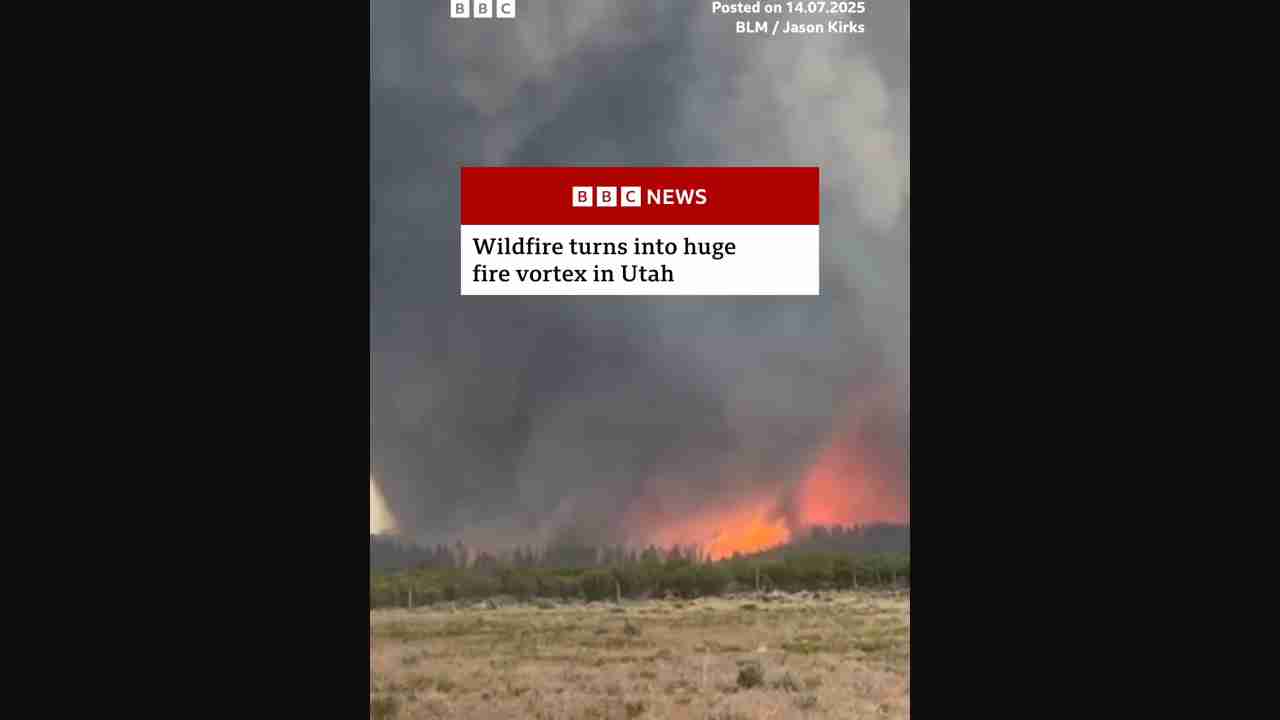 BBC
Posted on 14.07.2025
BLM / Jason Kirks
BBC NEWS
Wildfire turns into huge
fire vortex in Utah